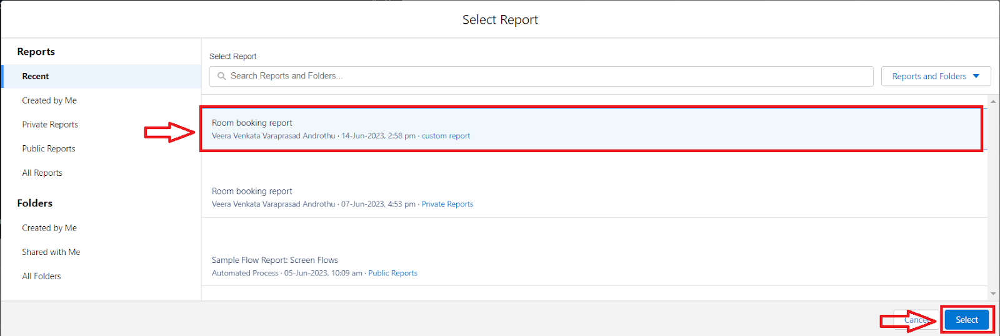 Select Report
Reports
Recent
Created by Me
Private Reports
Public Reports
All Reports
Folders
Created by Me
Shared with Me
All Folders
Select Report
Search Reports and Folders...
Reports and Folders
Room booking report
Veera Venkata Varaprasad Androthu · 14-Jun-2023, 2:58 pm · custom report
Room booking report
Veera Venkata Varaprasad Androthu · 07-Jun-2023, 4:53 pm · Private Reports
Sample Flow Report: Screen Flows
Automated Process · 05-Jun-2023, 10:09 am · Public Reports
Cancel
Select